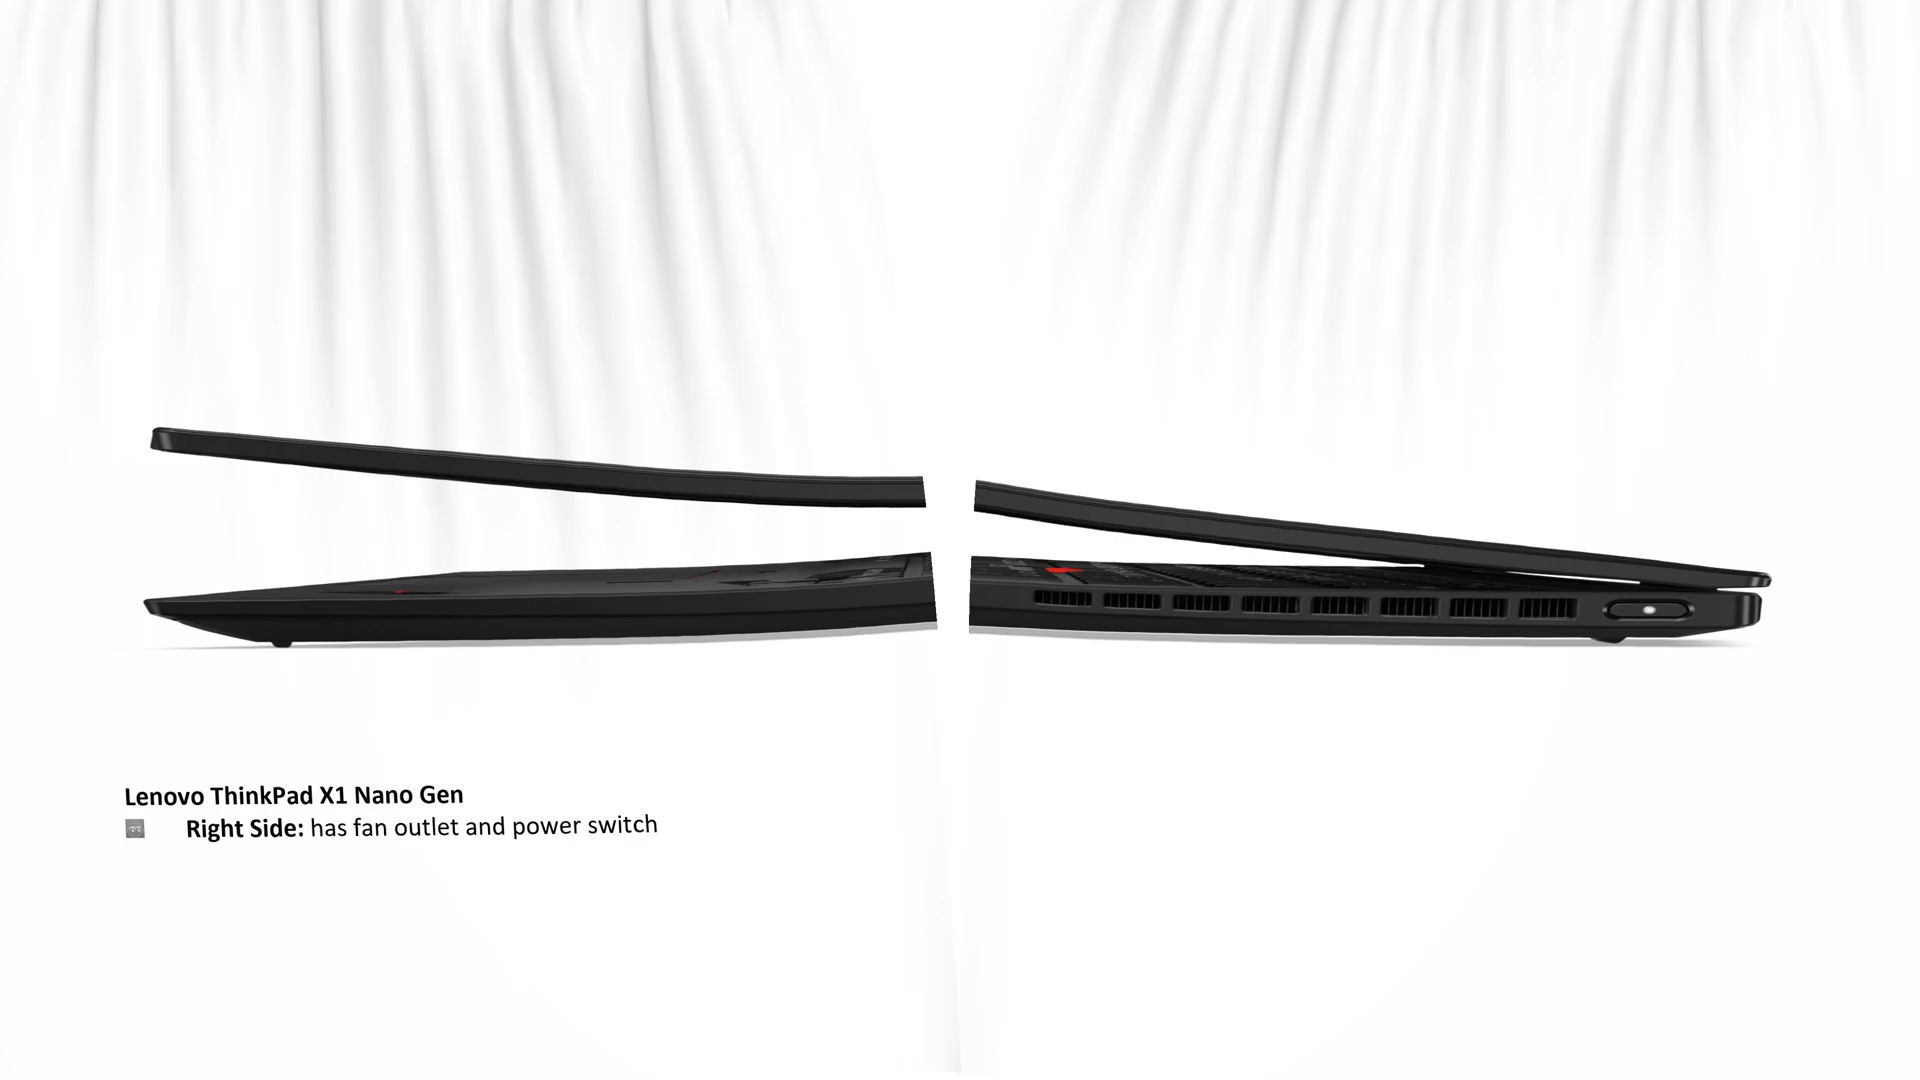 Lenovo ThinkPad X1 Nano Gen
Right Side: has fan outlet and power switch